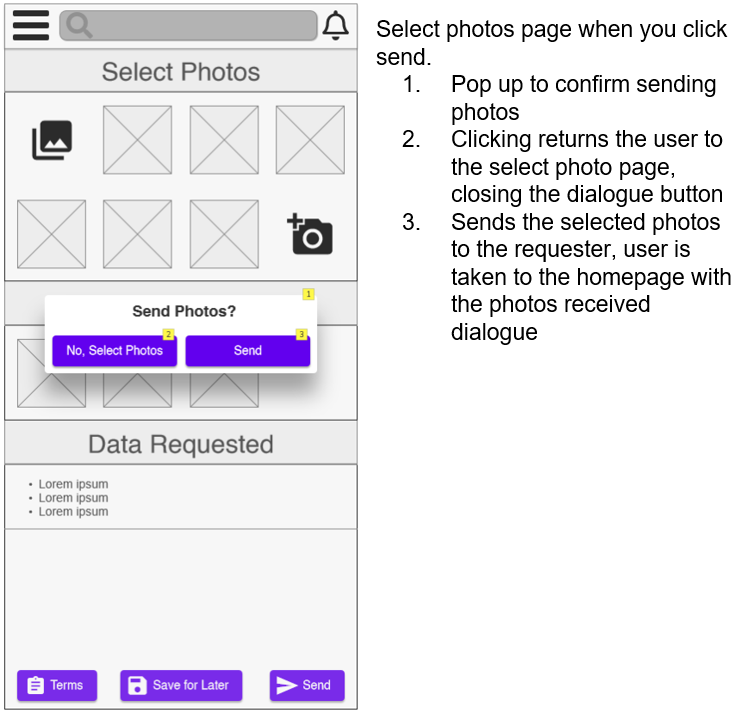 Select Photos
1
Send Photos?
2
3
No, Select Photos
Send
Data Requested
• Lorem ipsum
• Lorem ipsum
• Lorem ipsum
Terms
Save for Later
Send
Select photos page when you click
send.
1. Pop up to confirm sending
photos
2. Clicking returns the user to
the select photo page,
closing the dialogue button
3. Sends the selected photos
to the requester, user is
taken to the homepage with
the photos received
dialogue